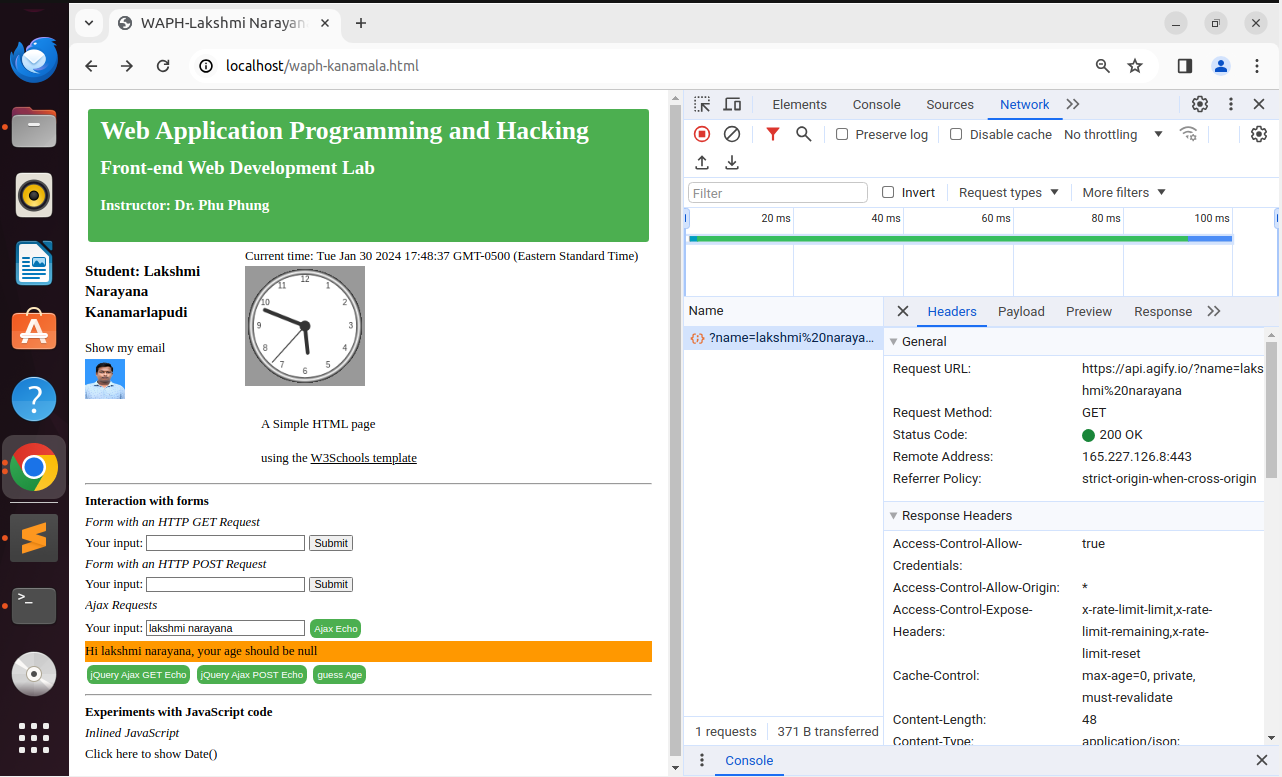 WAPH-Lakshmi Narayan
localhost/waph-kanamala.html
Web Application Programming and Hacking
Front-end Web Development Lab
Instructor: Dr. Phu Phung
Student: Lakshmi
Narayana
Kanamarlapudi
Show my email
Current time: Tue Jan 30 2024 17:48:37 GMT-0500 (Eastern Standard Time)
12
1
2
3
4
5
6
7
8
9
10
11
A Simple HTML page
using the W3Schools template
Interaction with forms
Form with an HTTP GET Request
Your input: Submit
Form with an HTTP POST Request
Your input: Submit
Ajax Requests
Your input: lakshmi narayana Ajax Echo
Hi lakshmi narayana, your age should be null
jQuery Ajax GET Echo jQuery Ajax POST Echo guess Age
Experiments with JavaScript code
Inlined JavaScript
Click here to show Date()
Elements Console Sources Network
Preserve log Disable cache No throttling
Filter Invert Request types More filters
20 ms 40 ms 60 ms 80 ms 100 ms
Name
?name=lakshmi%20naraya...
1 requests 371 B transferred
Headers Payload Preview Response
General
Request URL: https://api.agify.io/?name=laks
hmi%20narayana
Request Method: GET
Status Code: 200 OK
Remote Address: 165.227.126.8:443
Referrer Policy: strict-origin-when-cross-origin
Response Headers
Access-Control-Allow- true
Credentials:
Access-Control-Allow-Origin: *
Access-Control-Expose- x-rate-limit-limit,x-rate-
Headers: limit-remaining,x-rate-
limit-reset
Cache-Control: max-age=0, private,
must-revalidate
Content-Length: 48
Content-Type: application/json;
Console